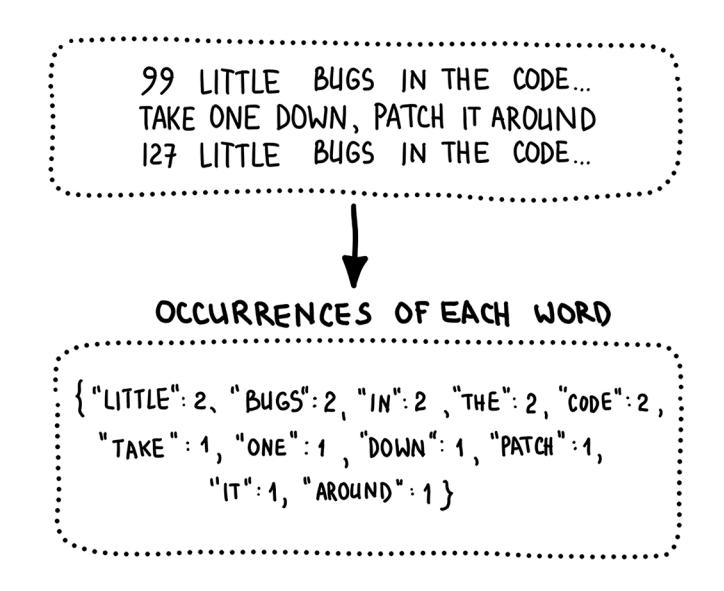 99 LITTLE BUGS IN THE CODE...
TAKE ONE DOWN, PATCH IT AROUND
127 LITTLE BUGS IN THE CODE...
OCCURRENCES OF EACH WORD
{"LITTLE": 2, "BUGS": 2, "IN": 2, "THE": 2, "CODE": 2,
"TAKE": 1, "ONE": 1, "DOWN": 1, "PATCH": 1,
"IT": 1, "AROUND": 1}